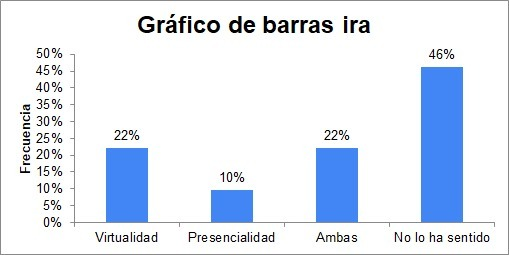 Gráfico de barras ira
Frecuencia
50%
45%
40%
35%
30%
25%
20%
15%
10%
5%
0%
22%
10%
22%
46%
Virtualidad
Presencialidad
Ambas
No lo ha sentido